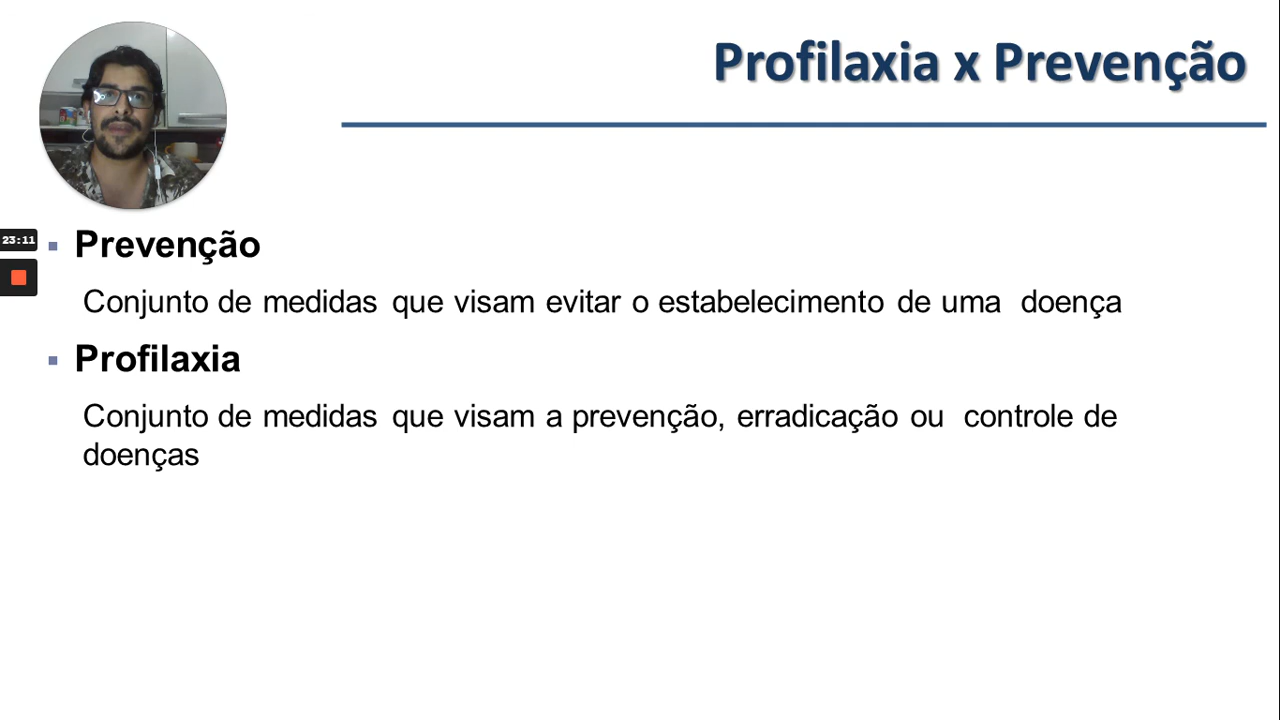 Profilaxia x Prevenção
23:11
Prevenção
Conjunto de medidas que visam evitar o estabelecimento de uma doença
Profilaxia
Conjunto de medidas que visam a prevenção, erradicação ou controle de
doenças